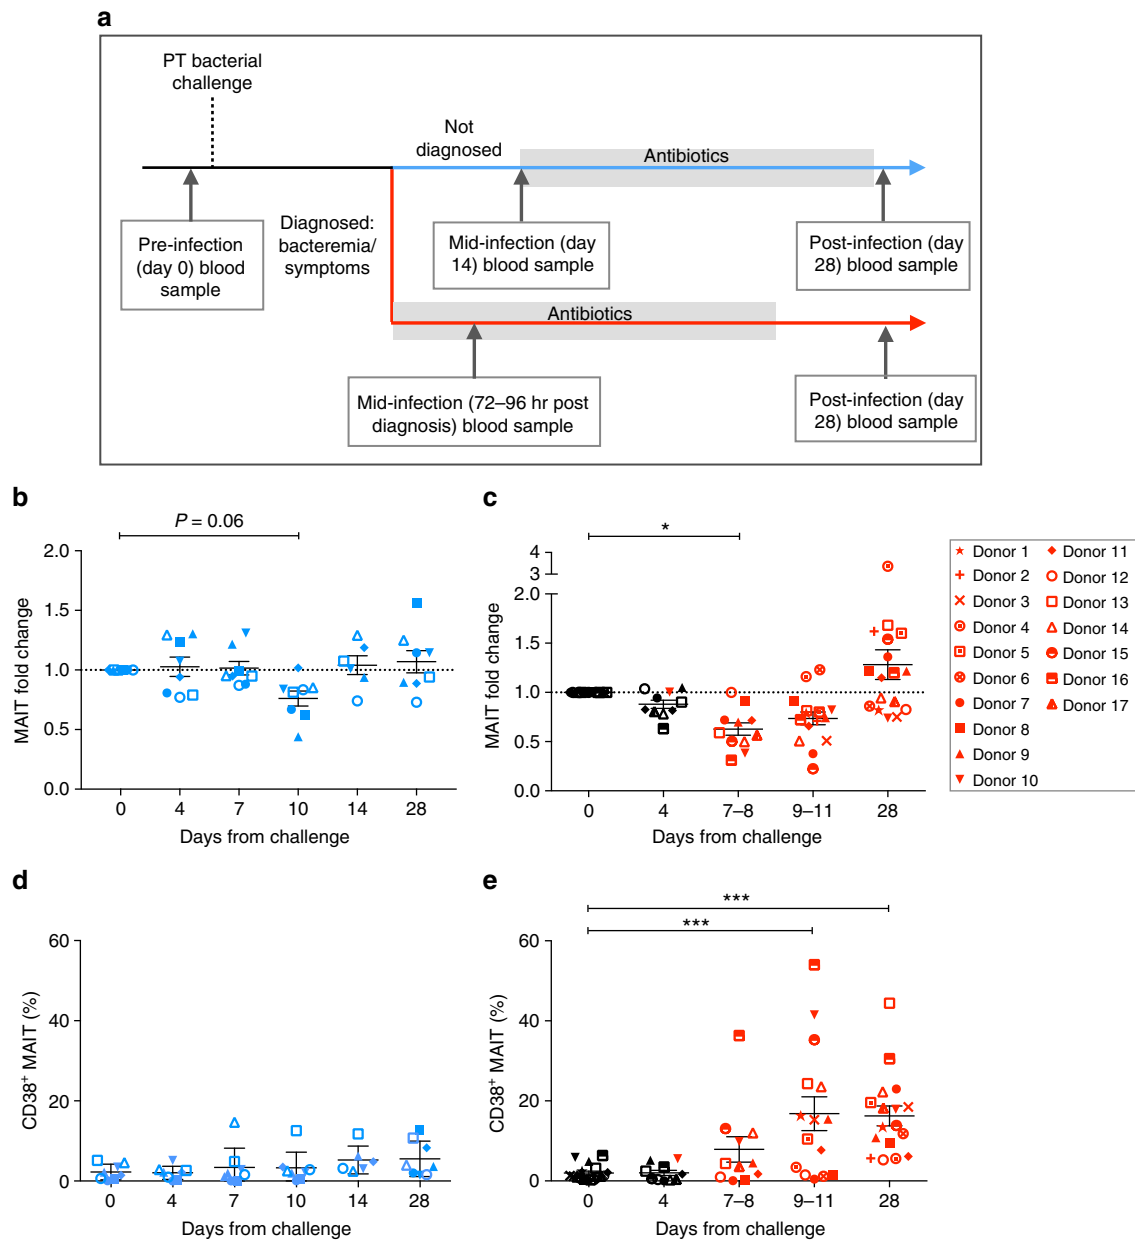 a
PT bacterial
challenge
Not
diagnosed
Antibiotics
Pre-infection
(day 0) blood
sample
Diagnosed:
bacteremia/
symptoms
Mid-infection (day
14) blood sample
Post-infection (day
28) blood sample
Antibiotics
Mid-infection (72–96 hr post
diagnosis) blood sample
Post-infection (day
28) blood sample
b
P = 0.06
MAIT fold change
2.0
1.5
1.0
0.5
0.0
0 4 7 10 14 28
Days from challenge
c
*
MAIT fold change
4
3
2.0
1.5
1.0
0.5
0.0
0 4 7–8 9–11 28
Days from challenge
Donor 1
Donor 2
Donor 3
Donor 4
Donor 5
Donor 6
Donor 7
Donor 8
Donor 9
Donor 10
Donor 11
Donor 12
Donor 13
Donor 14
Donor 15
Donor 16
Donor 17
d
CD38⁺ MAIT (%)
60
40
20
0
0 4 7 10 14 28
Days from challenge
e
***
***
CD38⁺ MAIT (%)
60
40
20
0
0 4 7–8 9–11 28
Days from challenge